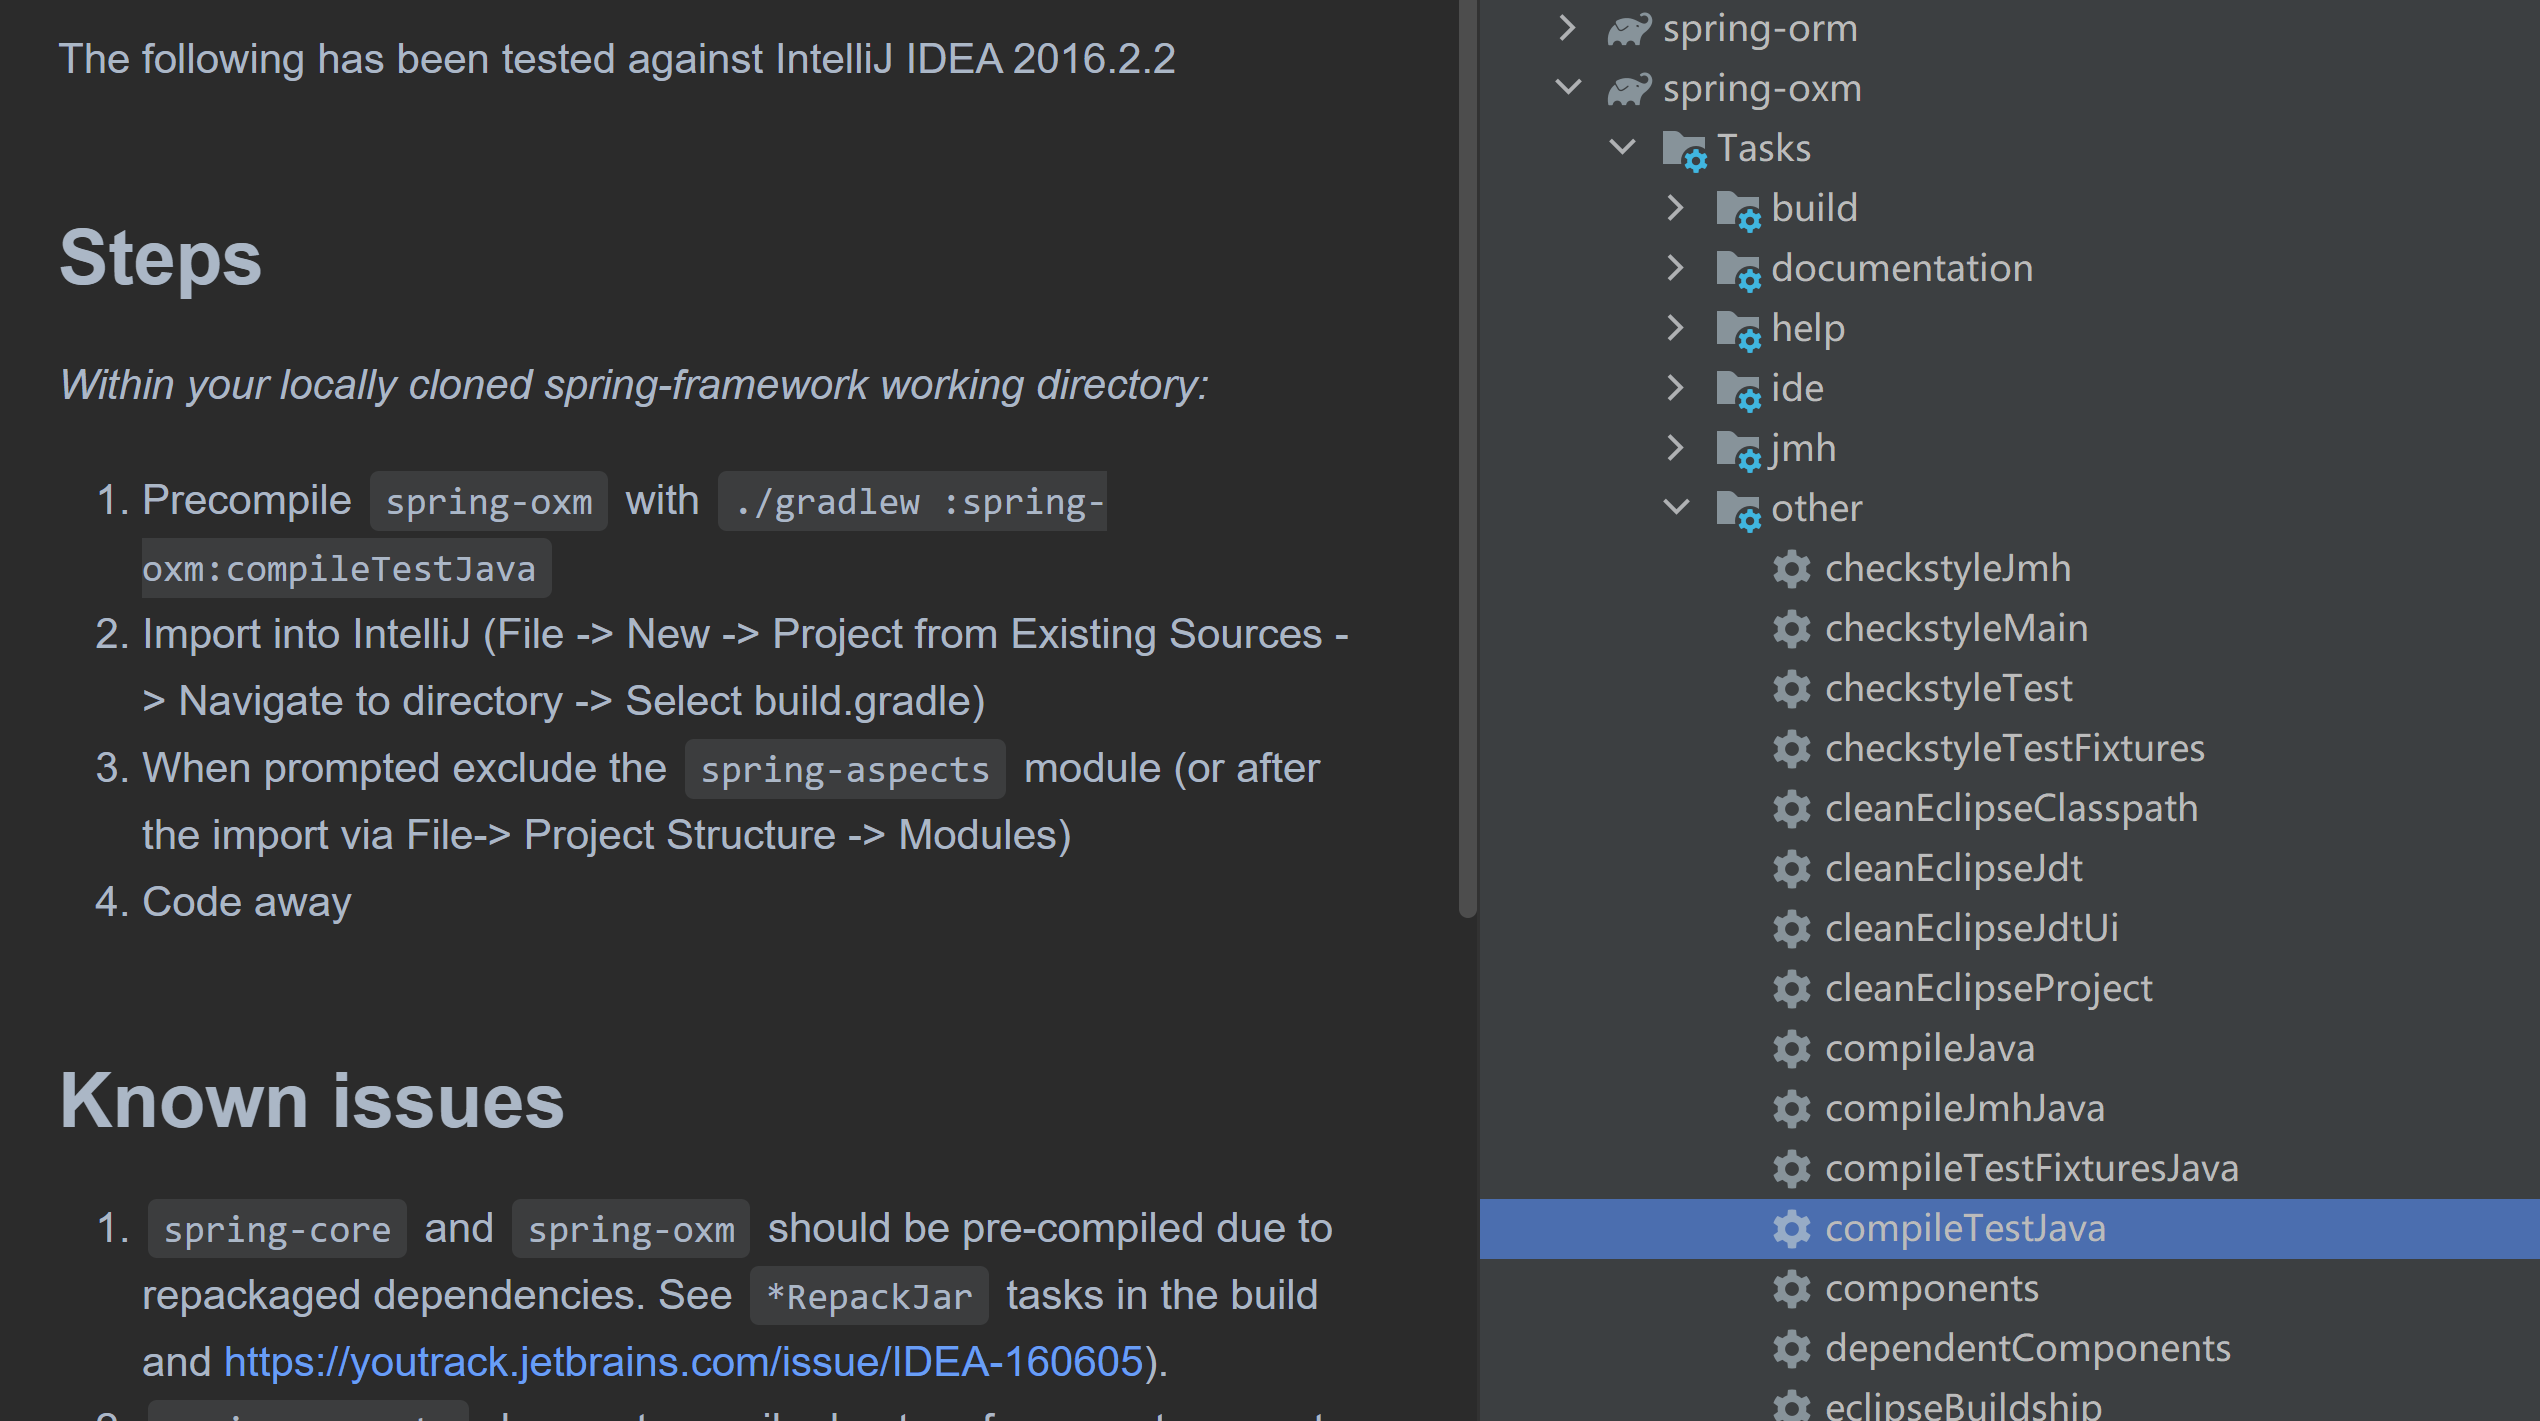 The following has been tested against IntelliJ IDEA 2016.2.2
Steps
Within your locally cloned spring-framework working directory:
1. Precompile spring-oxm with ./gradlew :spring-
oxm:compileTestJava
2. Import into IntelliJ (File -> New -> Project from Existing Sources -
> Navigate to directory -> Select build.gradle)
3. When prompted exclude the spring-aspects module (or after
the import via File-> Project Structure -> Modules)
4. Code away
Known issues
1. spring-core and spring-oxm should be pre-compiled due to
repackaged dependencies. See *RepackJar tasks in the build
and https://youtrack.jetbrains.com/issue/IDEA-160605).
spring-orm
spring-oxm
Tasks
build
documentation
help
ide
jmh
other
checkstyleJmh
checkstyleMain
checkstyleTest
checkstyleTestFixtures
cleanEclipseClasspath
cleanEclipseJdt
cleanEclipseJdtUi
cleanEclipseProject
compileJava
compileJmhJava
compileTestFixturesJava
compileTestJava
components
dependentComponents
eclipseBuildship